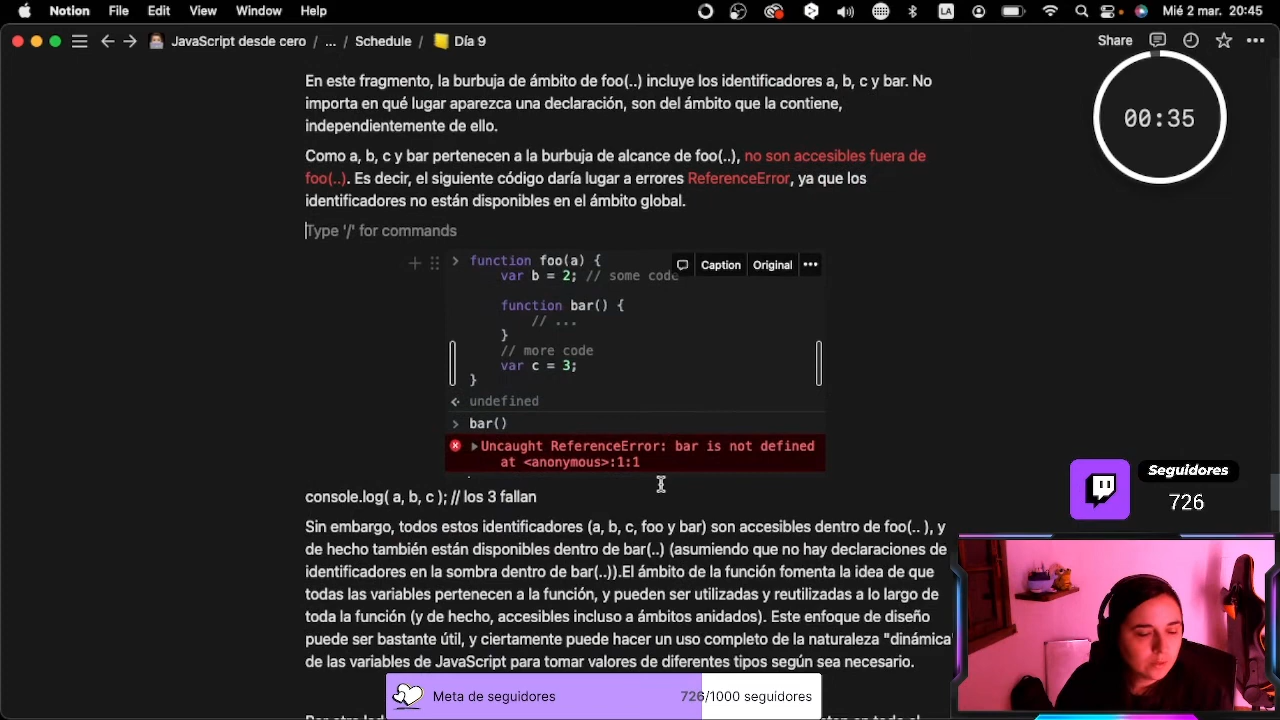 Notion File Edit View Window Help LA Mié 2 mar. 20:45
JavaScript desde cero / ... / Schedule / Día 9 Share
00:35
En este fragmento, la burbuja de ámbito de foo(..) incluye los identificadores a, b, c y bar. No
importa en qué lugar aparezca una declaración, son del ámbito que la contiene,
independientemente de ello.
Como a, b, c y bar pertenecen a la burbuja de alcance de foo(..), no son accesibles fuera de
foo(..). Es decir, el siguiente código daría lugar a errores ReferenceError, ya que los
identificadores no están disponibles en el ámbito global.
Type '/' for commands
Caption Original
function foo(a) {
var b = 2; // some code
function bar() {
// ...
}
// more code
var c = 3;
}
undefined
bar()
Uncaught ReferenceError: bar is not defined
at <anonymous>:1:1
console.log( a, b, c ); // los 3 fallan
Sin embargo, todos estos identificadores (a, b, c, foo y bar) son accesibles dentro de foo(.. ), y
de hecho también están disponibles dentro de bar(..) (asumiendo que no hay declaraciones de
identificadores en la sombra dentro de bar(..)).El ámbito de la función fomenta la idea de que
todas las variables pertenecen a la función, y pueden ser utilizadas y reutilizadas a lo largo de
toda la función (y de hecho, accesibles incluso a ámbitos anidados). Este enfoque de diseño
puede ser bastante útil, y ciertamente puede hacer un uso completo de la naturaleza "dinámica"
de las variables de JavaScript para tomar valores de diferentes tipos según sea necesario.
Seguidores
726
Meta de seguidores 726/1000 seguidores